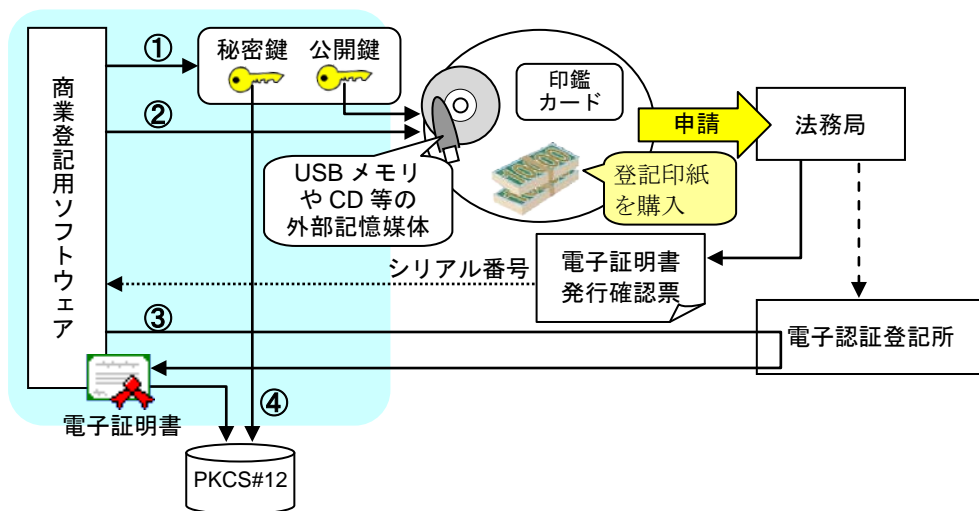 ①
秘密鍵 公開鍵
商業登記用ソフトウェア
②
印鑑
カード
申請
法務局
USB メモリ
や CD 等の
外部記憶媒体
登記印紙
を購入
シリアル番号
電子証明書
発行確認票
③
電子認証登記所
④
電子証明書
PKCS#12